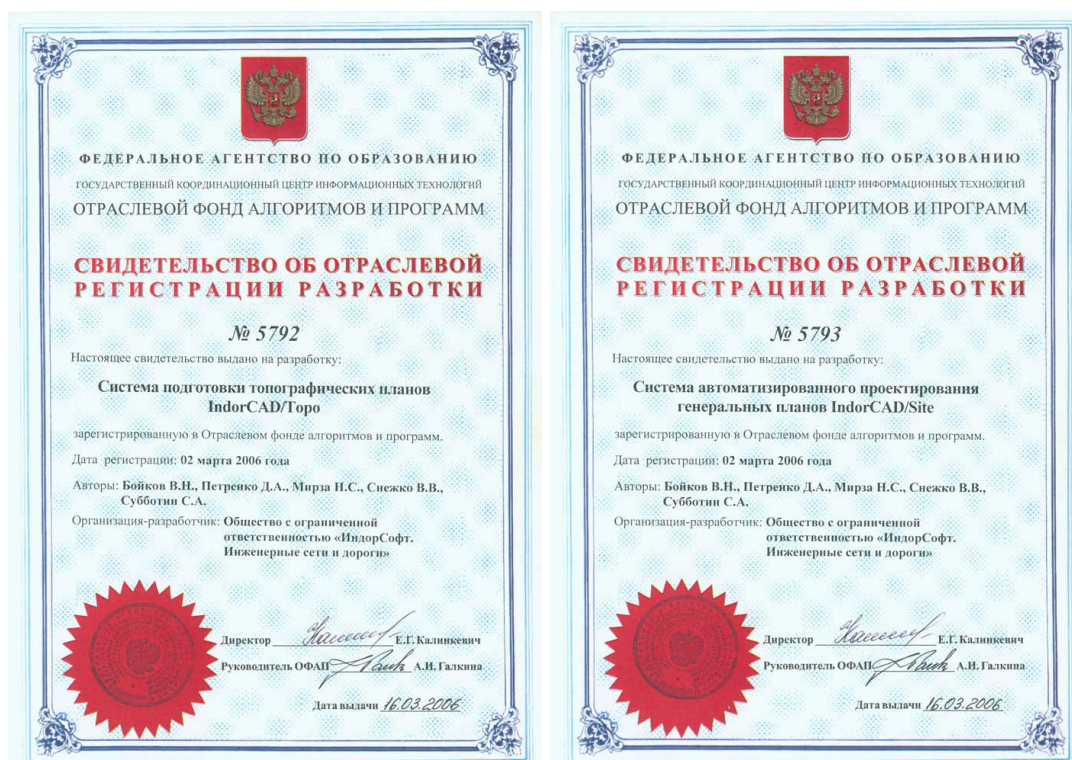 ФЕДЕРАЛЬНОЕ АГЕНТСТВО ПО ОБРАЗОВАНИЮ
ГОСУДАРСТВЕННЫЙ КООРДИНАЦИОННЫЙ ЦЕНТР ИНФОРМАЦИОННЫХ ТЕХНОЛОГИЙ
ОТРАСЛЕВОЙ ФОНД АЛГОРИТМОВ И ПРОГРАММ
СВИДЕТЕЛЬСТВО ОБ ОТРАСЛЕВОЙ
РЕГИСТРАЦИИ РАЗРАБОТКИ
№ 5792
Настоящее свидетельство выдано на разработку:
Система подготовки топографических планов
IndorCAD/Topo
зарегистрированную в Отраслевом фонде алгоритмов и программ.
Дата регистрации: 02 марта 2006 года
Авторы: Бойков В.Н., Петренко Д.А., Мирза Н.С., Снежко В.В.,
Субботин С.А.
Организация-разработчик: Общество с ограниченной
ответственностью «ИндорСофт.
Инженерные сети и дороги»
Директор Е.Г. Калинкевич
Руководитель ОФАП А.И. Галкина
Дата выдачи 16.03.2006
ФЕДЕРАЛЬНОЕ АГЕНТСТВО ПО ОБРАЗОВАНИЮ
ГОСУДАРСТВЕННЫЙ КООРДИНАЦИОННЫЙ ЦЕНТР ИНФОРМАЦИОННЫХ ТЕХНОЛОГИЙ
ОТРАСЛЕВОЙ ФОНД АЛГОРИТМОВ И ПРОГРАММ
СВИДЕТЕЛЬСТВО ОБ ОТРАСЛЕВОЙ
РЕГИСТРАЦИИ РАЗРАБОТКИ
№ 5793
Настоящее свидетельство выдано на разработку:
Система автоматизированного проектирования
генеральных планов IndorCAD/Site
зарегистрированную в Отраслевом фонде алгоритмов и программ.
Дата регистрации: 02 марта 2006 года
Авторы: Бойков В.Н., Петренко Д.А., Мирза Н.С., Снежко В.В.,
Субботин С.А.
Организация-разработчик: Общество с ограниченной
ответственностью «ИндорСофт.
Инженерные сети и дороги»
Директор Е.Г. Калинкевич
Руководитель ОФАП А.И. Галкина
Дата выдачи 16.03.2006